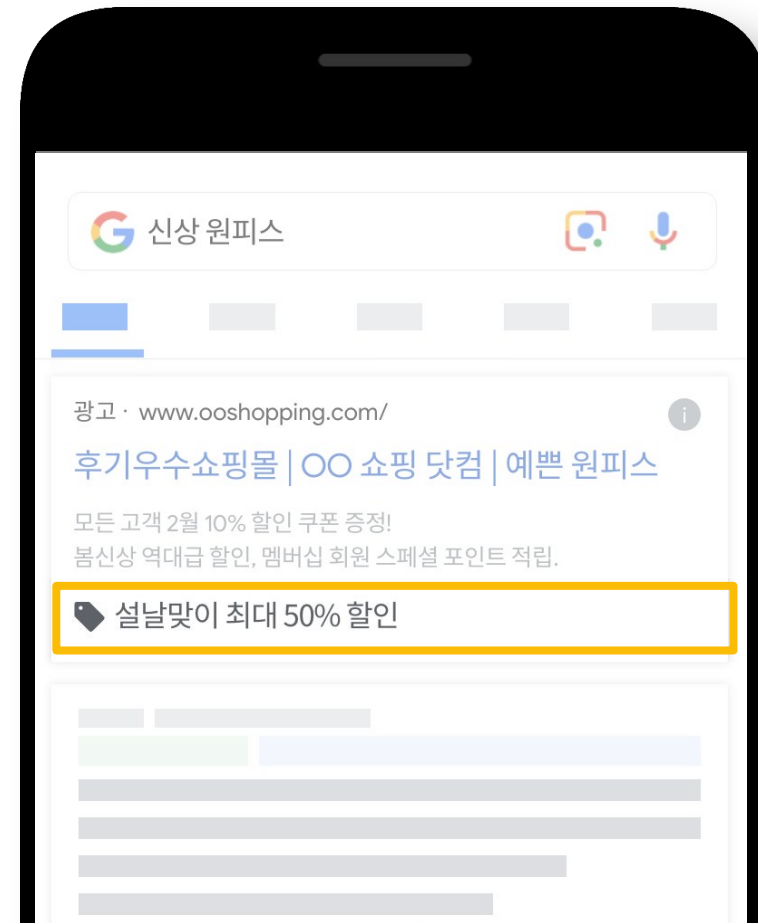 신상 원피스
광고 · www.ooshopping.com/
후기우수쇼핑몰 | OO 쇼핑 닷컴 | 예쁜 원피스
모든 고객 2월 10% 할인 쿠폰 증정!
봄신상 역대급 할인, 멤버십 회원 스페셜 포인트 적립.
설날맞이 최대 50% 할인